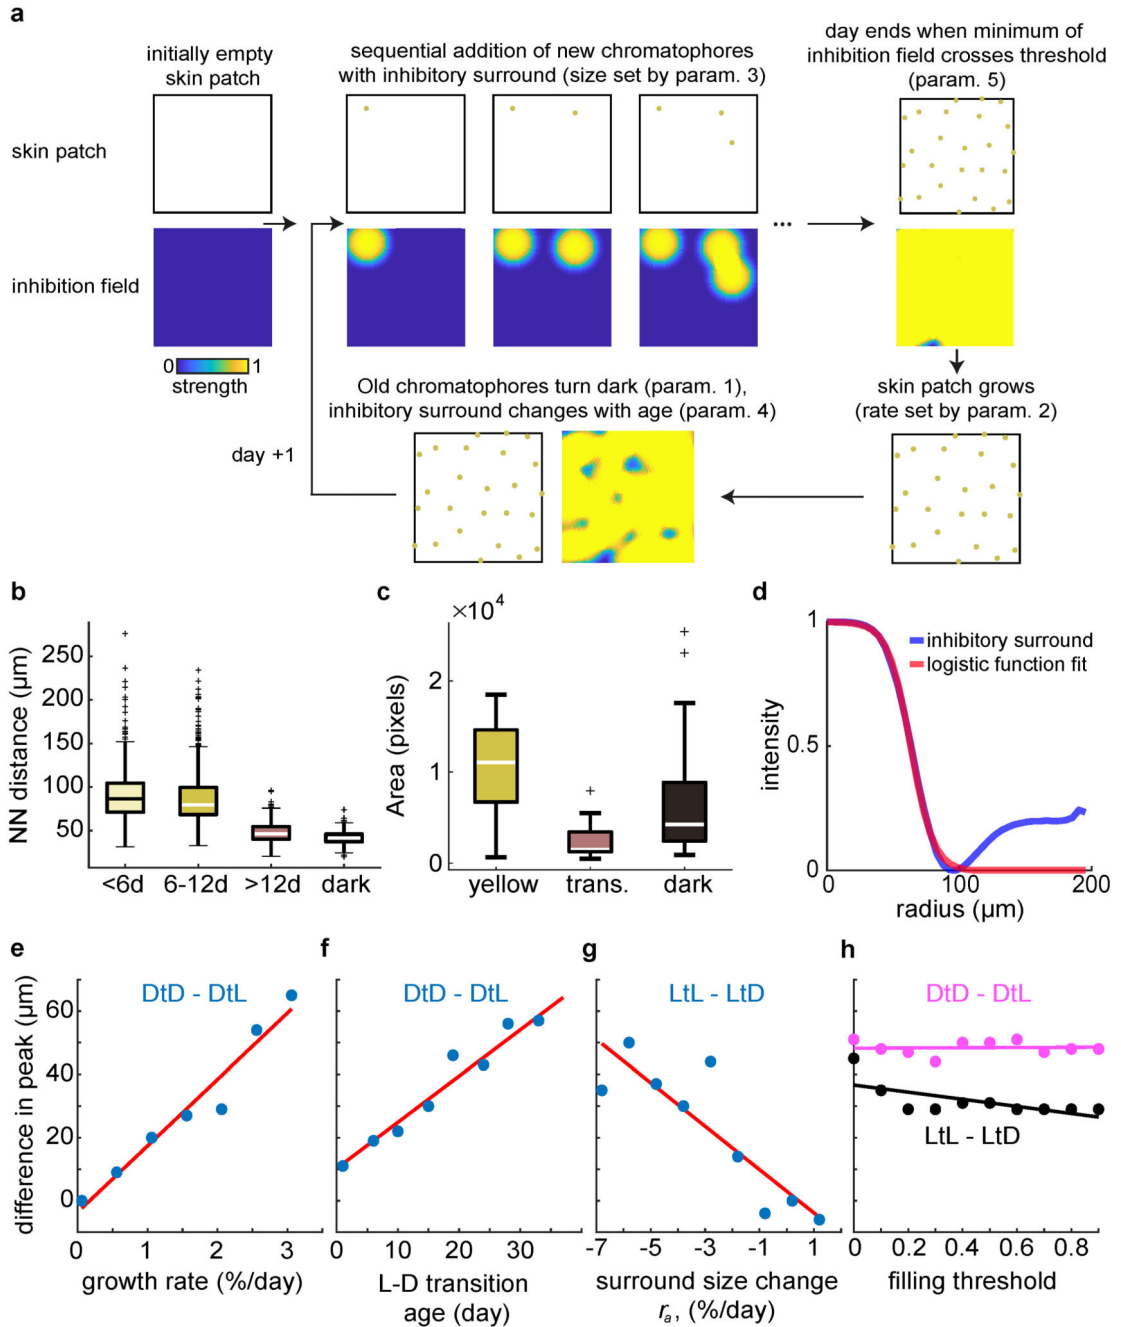 a
initially empty
skin patch
sequential addition of new chromatophores
with inhibitory surround (size set by param. 3)
day ends when minimum of
inhibition field crosses threshold
(param. 5)
skin patch
...
inhibition field
0
1
strength
Old chromatophores turn dark (param. 1),
inhibitory surround changes with age (param. 4)
skin patch grows
(rate set by param. 2)
day +1
b
NN distance (µm)
250
200
150
100
50
<6d
6-12d
>12d
dark
c
×10⁴
Area (pixels)
2
1
0
yellow
trans.
dark
d
intensity
1
0.5
0
inhibitory surround
logistic function fit
0
100
200
radius (µm)
e
difference in peak (µm)
60
40
20
0
DtD - DtL
0
1
2
3
growth rate (%/day)
f
DtD - DtL
0
10
20
30
L-D transition
age (day)
g
LtL - LtD
-7
-5
-3
-1
1
surround size change
rₐ, (%/day)
h
DtD - DtL
LtL - LtD
0
0.2
0.4
0.6
0.8
filling threshold